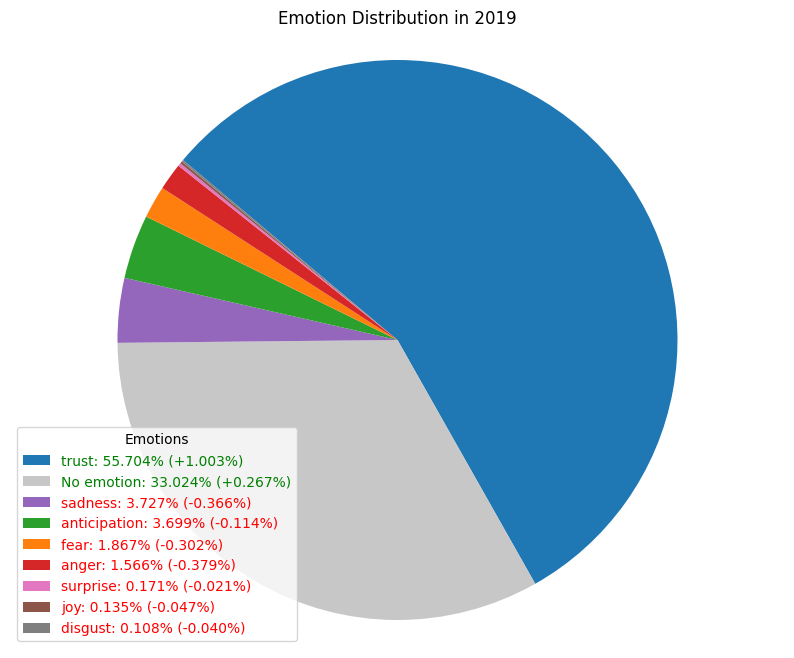 Emotion Distribution in 2019
Emotions
trust: 55.704% (+1.003%)
No emotion: 33.024% (+0.267%)
sadness: 3.727% (-0.366%)
anticipation: 3.699% (-0.114%)
fear: 1.867% (-0.302%)
anger: 1.566% (-0.379%)
surprise: 0.171% (-0.021%)
joy: 0.135% (-0.047%)
disgust: 0.108% (-0.040%)